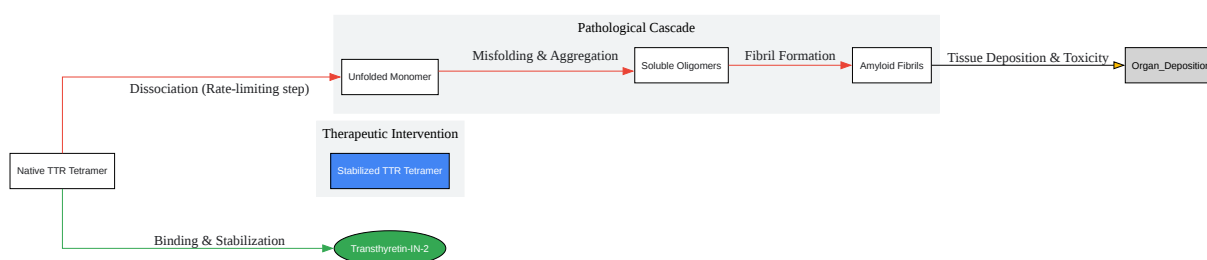 Pathological Cascade
Misfolding & Aggregation
Fibril Formation
Tissue Deposition & Toxicity
Unfolded Monomer
Soluble Oligomers
Amyloid Fibrils
Organ_Deposition
Dissociation (Rate-limiting step)
Therapeutic Intervention
Native TTR Tetramer
Stabilized TTR Tetramer
Binding & Stabilization
Transthyretin-IN-2